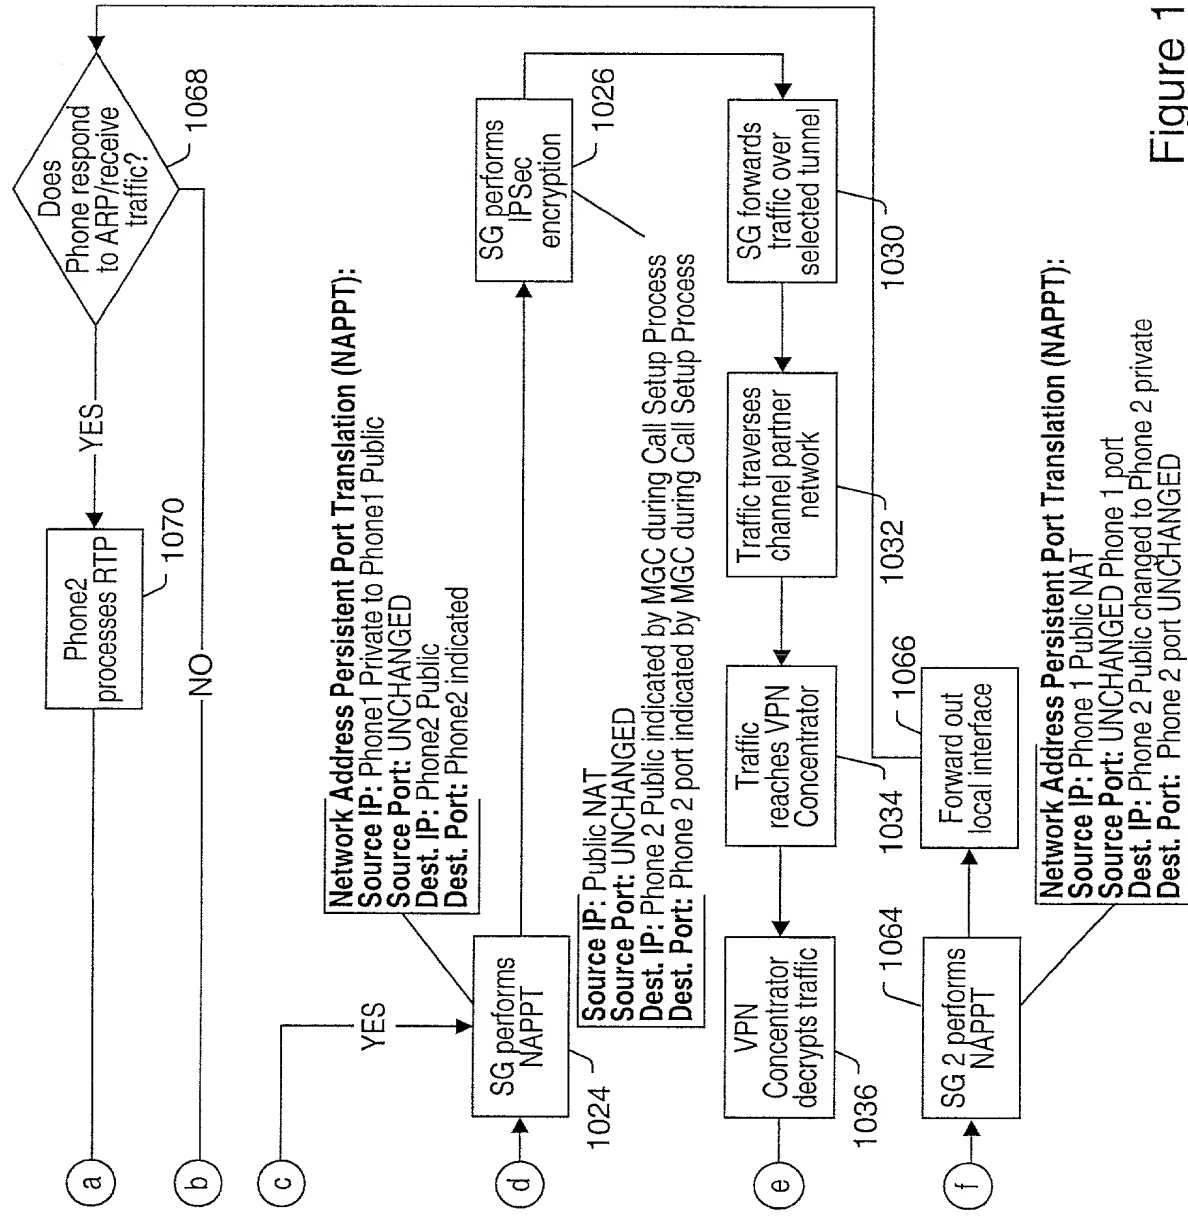 Does
Phone respond
to ARP/receive
traffic?
1068
YES
Phone2
processes RTP
1070
NO
a
b
c
YES
Network Address Persistent Port Translation (NAPPT):
Source IP: Phone1 Private to Phone1 Public
Source Port: UNCHANGED
Dest. IP: Phone2 Public
Dest. Port: Phone2 indicated
d
SG performs
NAPPT
1024
SG performs
IPSec
encryption
1026
Source IP: Public NAT
Source Port: UNCHANGED
Dest. IP: Phone 2 Public indicated by MGC during Call Setup Process
Dest. Port: Phone 2 port indicated by MGC during Call Setup Process
SG forwards
traffic over
selected tunnel
1030
Traffic traverses
channel partner
network
1032
Traffic
reaches VPN
Concentrator
1034
VPN
Concentrator
decrypts traffic
1036
e
f
SG 2 performs
NAPPT
1064
Forward out
local interface
1066
Network Address Persistent Port Translation (NAPPT):
Source IP: Phone 1 Public NAT
Source Port: UNCHANGED Phone 1 port
Dest. IP: Phone 2 Public changed to Phone 2 private
Dest. Port: Phone 2 port UNCHANGED
Figure 1